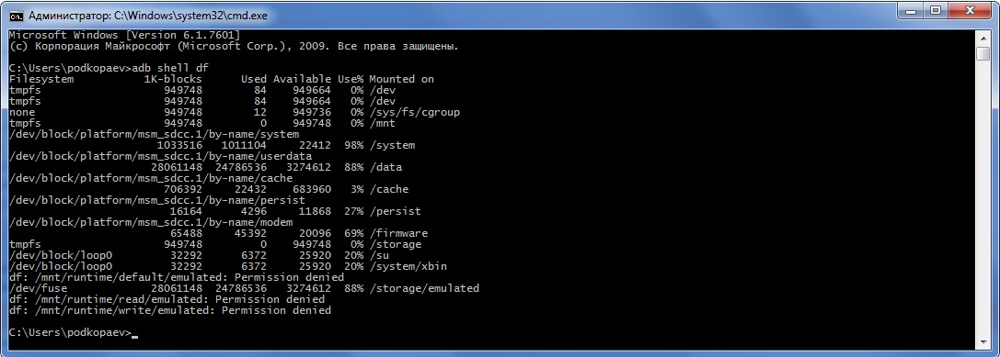 Администратор: C:\Windows\system32\cmd.exe
Microsoft Windows [Version 6.1.7601]
(c) Корпорация Майкрософт (Microsoft Corp.), 2009. Все права защищены.
C:\Users\podkopaev>adb shell df
Filesystem 1K-blocks Used Available Use% Mounted on
tmpfs 949748 84 949664 0% /dev
tmpfs 949748 84 949664 0% /dev
none 949748 12 949736 0% /sys/fs/cgroup
tmpfs 949748 0 949748 0% /mnt
/dev/block/platform/msm_sdcc.1/by-name/system
1033516 1011104 22412 98% /system
/dev/block/platform/msm_sdcc.1/by-name/userdata
28061148 24786536 3274612 88% /data
/dev/block/platform/msm_sdcc.1/by-name/cache
706392 22432 683960 3% /cache
/dev/block/platform/msm_sdcc.1/by-name/persist
16164 4296 11868 27% /persist
/dev/block/platform/msm_sdcc.1/by-name/modem
65488 45392 20096 69% /firmware
tmpfs 949748 0 949748 0% /storage
/dev/block/loop0 32292 6372 25920 20% /su
/dev/block/loop0 32292 6372 25920 20% /system/xbin
df: /mnt/runtime/default/emulated: Permission denied
/dev/fuse 28061148 24786536 3274612 88% /storage/emulated
df: /mnt/runtime/read/emulated: Permission denied
df: /mnt/runtime/write/emulated: Permission denied
C:\Users\podkopaev>_